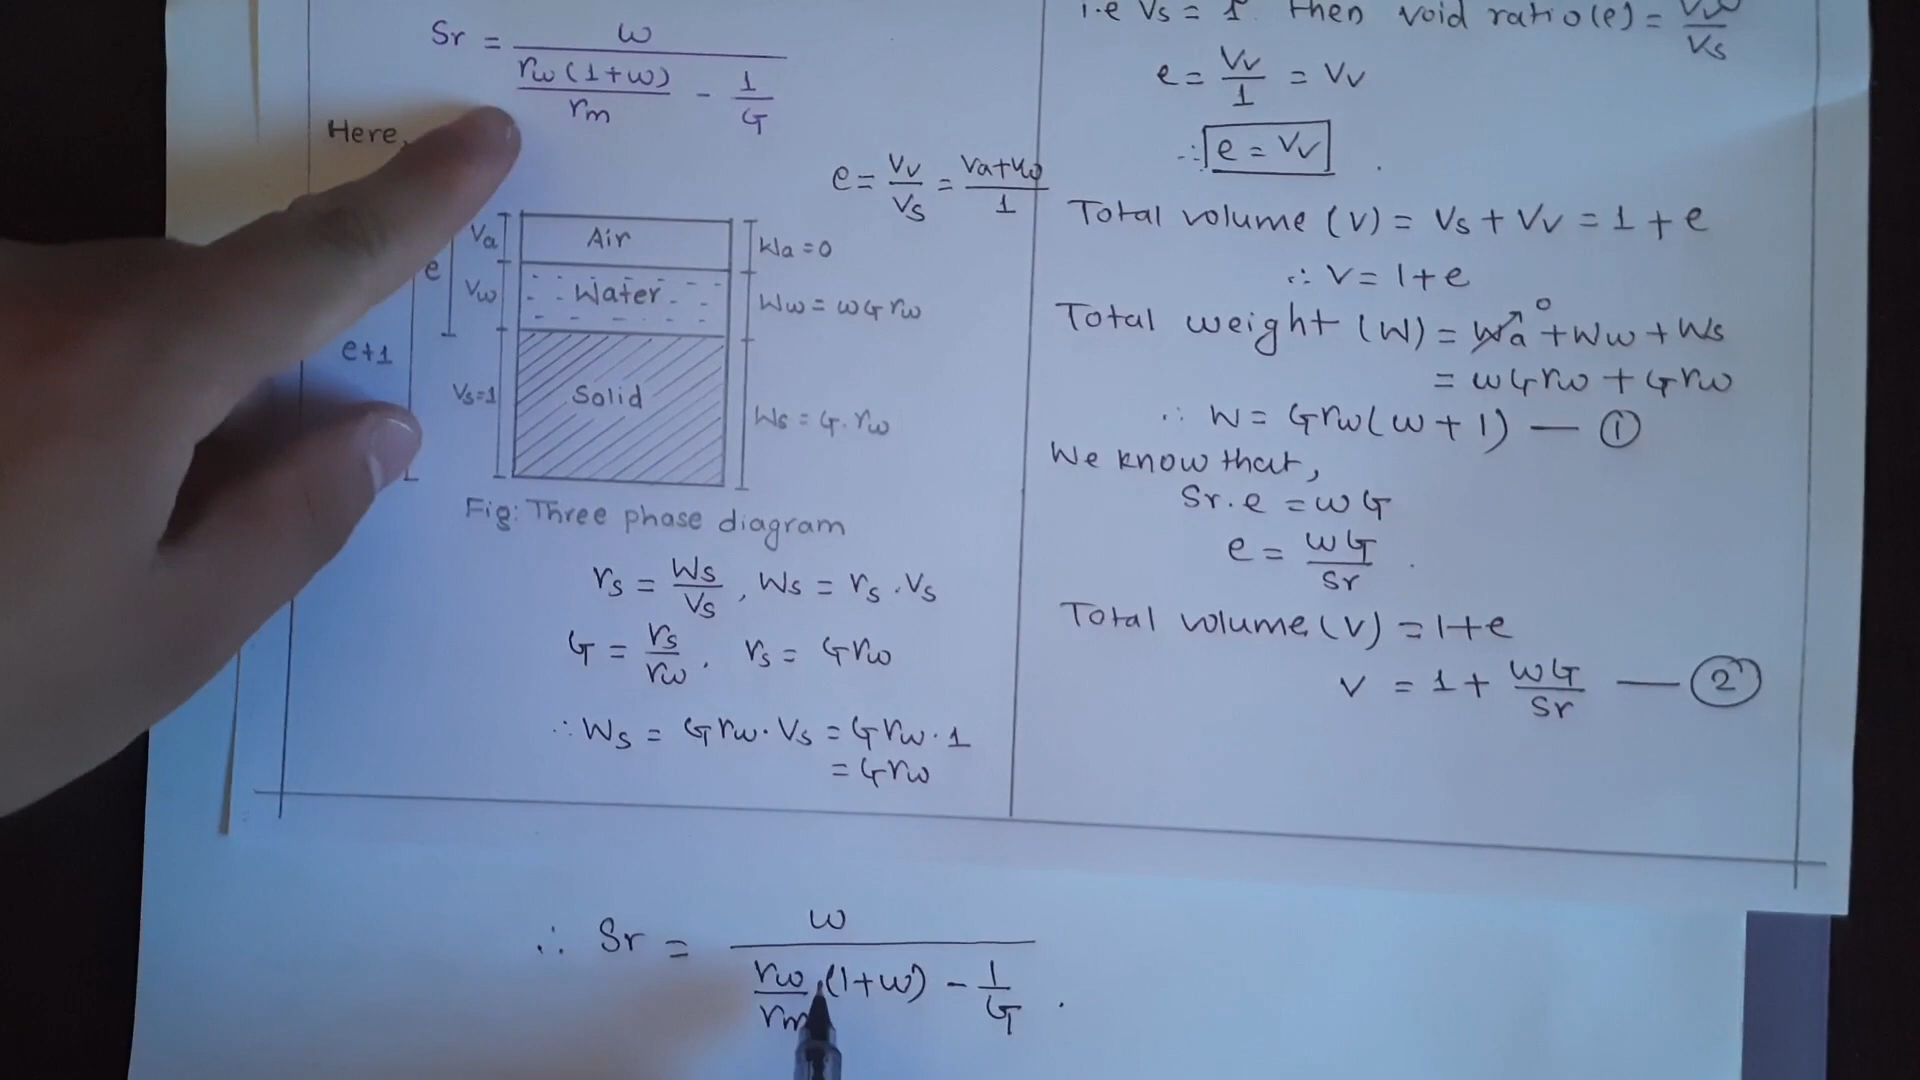 Sr = w / (rw (1+w) / rm - 1/G)
Here,
e = Vv/Vs = Va+Vw / 1
Va
Air
Wa = 0
e
Vw
Water
Ww = wGrw
e+1
Vs=1
Solid
Ws = G.rw
Fig: Three phase diagram
rs = Ws/Vs , Ws = rs . Vs
G = rs/rw , rs = Grw
∴ Ws = Grw . Vs = Grw . 1
= Grw
i.e Vs = 1. Then void ratio (e) = Vv/Vs
e = Vv/1 = Vv
∴ e = Vv
Total volume (V) = Vs + Vv = 1 + e
∴ V = 1+e
Total weight (W) = Wa 0 + Ww + Ws
= wGrw + Grw
∴ W = Grw(w + 1) — ①
We know that,
Sr . e = wG
e = wG/Sr
Total volume (V) = 1+e
V = 1 + wG/Sr — ②
∴ Sr = w / (rw/rm (1+w) - 1/G) .